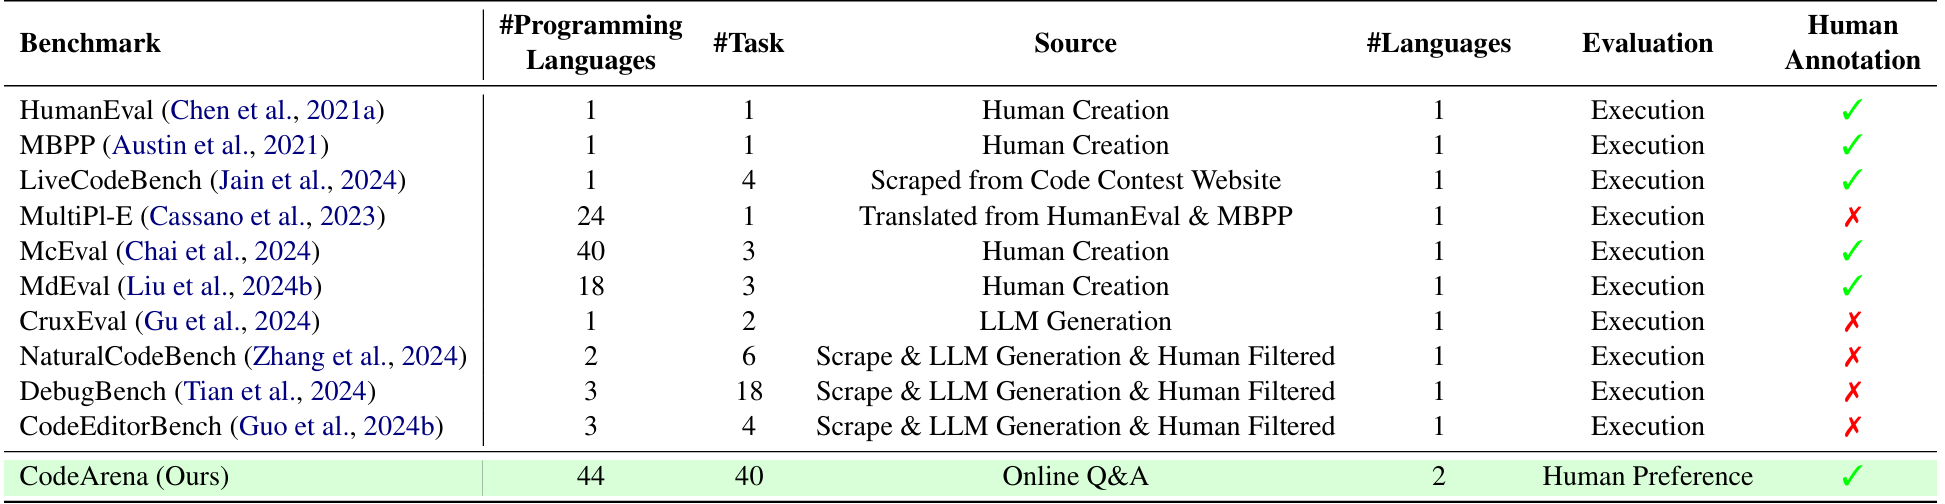 Benchmark #Programming Languages #Task Source #Languages Evaluation Human Annotation
HumanEval (Chen et al., 2021a) 1 1 Human Creation 1 Execution ✓
MBPP (Austin et al., 2021) 1 1 Human Creation 1 Execution ✓
LiveCodeBench (Jain et al., 2024) 1 4 Scraped from Code Contest Website 1 Execution ✓
MultiPl-E (Cassano et al., 2023) 24 1 Translated from HumanEval & MBPP 1 Execution ✗
McEval (Chai et al., 2024) 40 3 Human Creation 1 Execution ✓
MdEval (Liu et al., 2024b) 18 3 Human Creation 1 Execution ✓
CruxEval (Gu et al., 2024) 1 2 LLM Generation 1 Execution ✗
NaturalCodeBench (Zhang et al., 2024) 2 6 Scrape & LLM Generation & Human Filtered 1 Execution ✗
DebugBench (Tian et al., 2024) 3 18 Scrape & LLM Generation & Human Filtered 1 Execution ✗
CodeEditorBench (Guo et al., 2024b) 3 4 Scrape & LLM Generation & Human Filtered 1 Execution ✗
CodeArena (Ours) 44 40 Online Q&A 2 Human Preference ✓